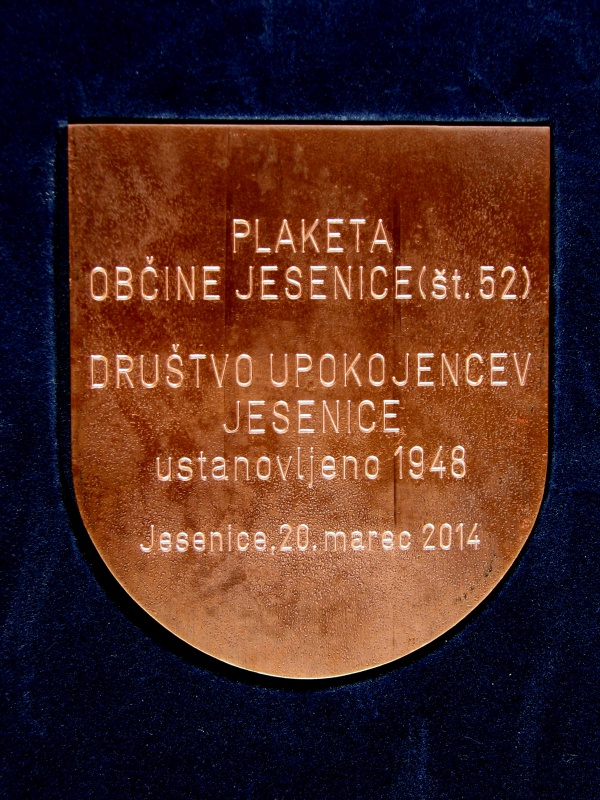 PLAKETA
OBČINE JESENICE(št.52)
DRUŠTVO UPOKOJENCEV
JESENICE
ustanovljeno 1948
Jesenice,20.marec 2014